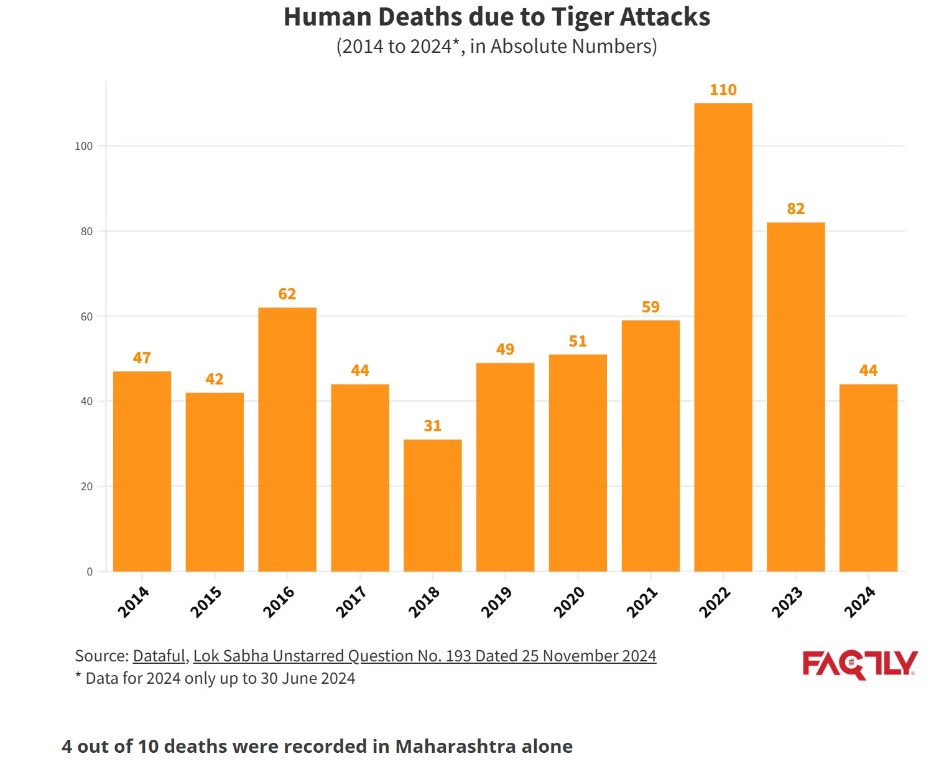 Human Deaths due to Tiger Attacks
(2014 to 2024*, in Absolute Numbers)
110
100
82
80
62
59
60
51
49
47
44
44
42
40
31
20
0
2014 2015 2016 2017 2018 2019 2020 2021 2022 2023 2024
Source: Dataful, Lok Sabha Unstarred Question No. 193 Dated 25 November 2024
* Data for 2024 only up to 30 June 2024
FACTLY
4 out of 10 deaths were recorded in Maharashtra alone